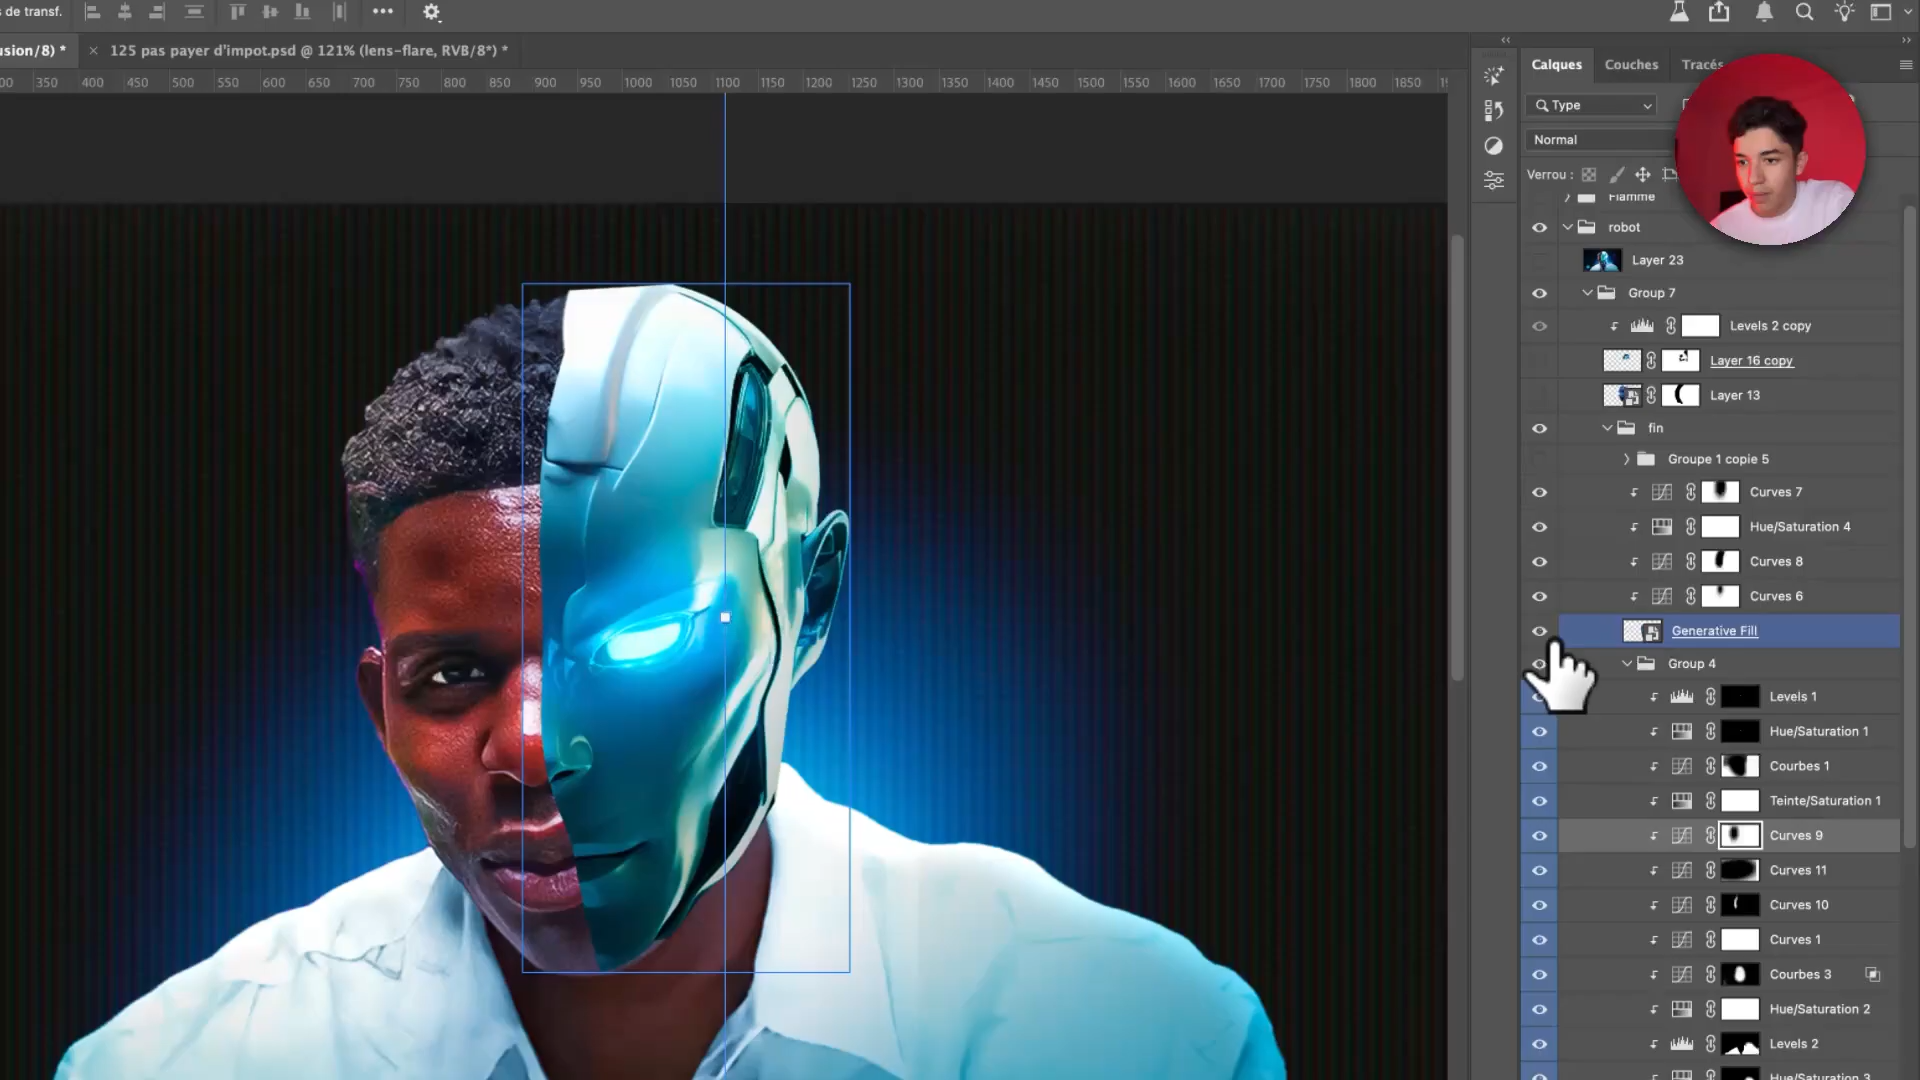 s de transf.
usion/8) *
125 pas payer d'impot.psd @ 121% (lens-flare, RVB/8*) *
00 350 400 450 500 550 600 650 700 750 800 850 900 950 1000 1050 1100 1150 1200 1250 1300 1350 1400 1450 1500 1550 1600 1650 1700 1750 1800 1850
Calques Couches Tracés
Type
Normal
Verrou :
Flamme
robot
Layer 23
Group 7
Levels 2 copy
Layer 16 copy
Layer 13
fin
Groupe 1 copie 5
Curves 7
Hue/Saturation 4
Curves 8
Curves 6
Generative Fill
Group 4
Levels 1
Hue/Saturation 1
Courbes 1
Teinte/Saturation 1
Curves 9
Curves 11
Curves 10
Curves 1
Courbes 3
Hue/Saturation 2
Levels 2
Hue/Saturation 3